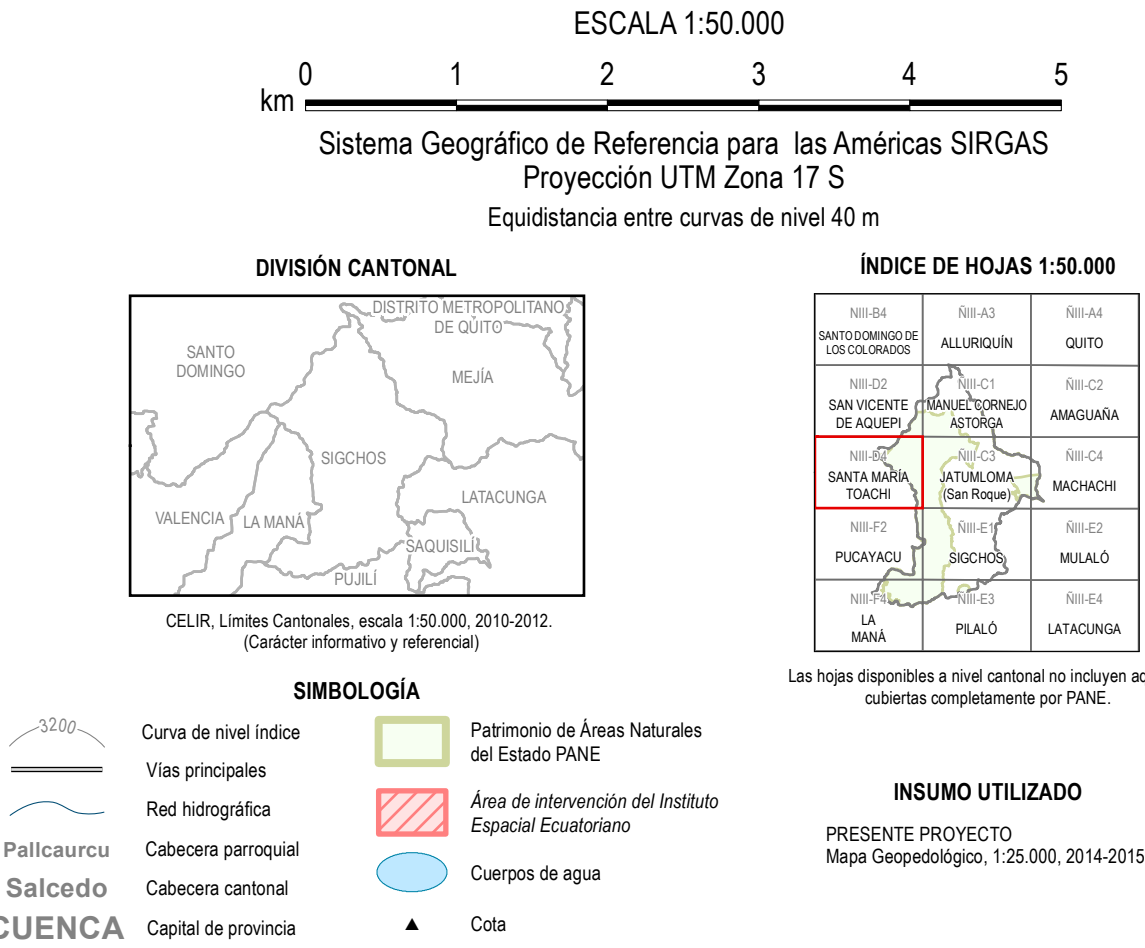 ESCALA 1:50.000
0 1 2 3 4 5
km
Sistema Geográfico de Referencia para las Américas SIRGAS
Proyección UTM Zona 17 S
Equidistancia entre curvas de nivel 40 m
DIVISIÓN CANTONAL
DISTRITO METROPOLITANO
DE QUITO
SANTO
DOMINGO
MEJÍA
SIGCHOS
LATACUNGA
VALENCIA
LA MANÁ
SAQUISILÍ
PUJILÍ
CELIR, Límites Cantonales, escala 1:50.000, 2010-2012.
(Carácter informativo y referencial)
ÍNDICE DE HOJAS 1:50.000
NIII-B4
SANTO DOMINGO DE
LOS COLORADOS
ÑIII-A3
ALLURIQUÍN
ÑIII-A4
QUITO
NIII-D2
SAN VICENTE
DE AQUEPI
ÑIII-C1
MANUEL CORNEJO
ASTORGA
ÑIII-C2
AMAGUAÑA
NIII-D4
SANTA MARÍA
TOACHI
ÑIII-C3
JATUMLOMA
(San Roque)
ÑIII-C4
MACHACHI
NIII-F2
PUCAYACU
ÑIII-E1
SIGCHOS
ÑIII-E2
MULALÓ
NIII-F4
LA
MANÁ
ÑIII-E3
PILALÓ
ÑIII-E4
LATACUNGA
Las hojas disponibles a nivel cantonal no incluyen
cubiertas completamente por PANE.
SIMBOLOGÍA
3200
Curva de nivel índice
Vías principales
Red hidrográfica
Pallcaurcu Cabecera parroquial
Salcedo Cabecera cantonal
CUENCA Capital de provincia
Patrimonio de Áreas Naturales
del Estado PANE
Área de intervención del Instituto
Espacial Ecuatoriano
Cuerpos de agua
Cota
INSUMO UTILIZADO
PRESENTE PROYECTO
Mapa Geopedológico, 1:25.000, 2014-2015